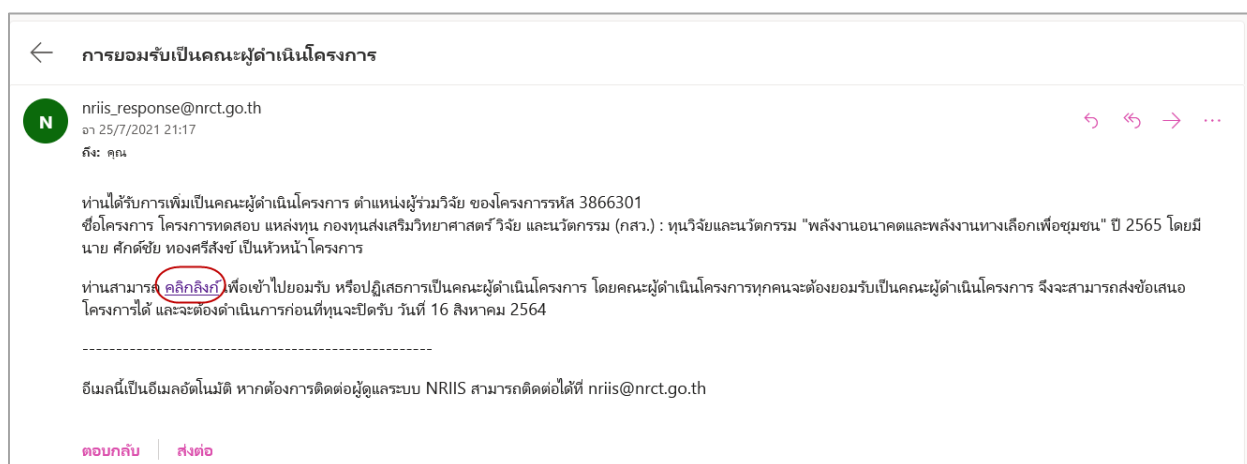 การยอมรับเป็นคณะผู้ดำเนินโครงการ
N
nriis_response@nrct.go.th
อา 25/7/2021 21:17
ถึง: คุณ
ท่านได้รับการเพิ่มเป็นคณะผู้ดำเนินโครงการ ตำแหน่งผู้ร่วมวิจัย ของโครงการรหัส 3866301
ชื่อโครงการ โครงการทดสอบ แหล่งทุน กองทุนส่งเสริมวิทยาศาสตร์ วิจัย และนวัตกรรม (กสว.) : ทุนวิจัยและนวัตกรรม "พลังงานอนาคตและพลังงานทางเลือกเพื่อชุมชน" ปี 2565 โดยมี
นาย ศักด์ชัย ทองศรีสังข์ เป็นหัวหน้าโครงการ
ท่านสามารถ คลิกลิงก์ เพื่อเข้าไปยอมรับ หรือปฏิเสธการเป็นคณะผู้ดำเนินโครงการ โดยคณะผู้ดำเนินโครงการทุกคนจะต้องยอมรับเป็นคณะผู้ดำเนินโครงการ จึงจะสามารถส่งข้อเสนอ
โครงการได้ และจะต้องดำเนินการก่อนที่ทุนจะปิดรับ วันที่ 16 สิงหาคม 2564
----------------------------------------------------
อีเมลนี้เป็นอีเมลอัตโนมัติ หากต้องการติดต่อผู้ดูแลระบบ NRIIS สามารถติดต่อได้ที่ nriis@nrct.go.th
ตอบกลับ ส่งต่อ